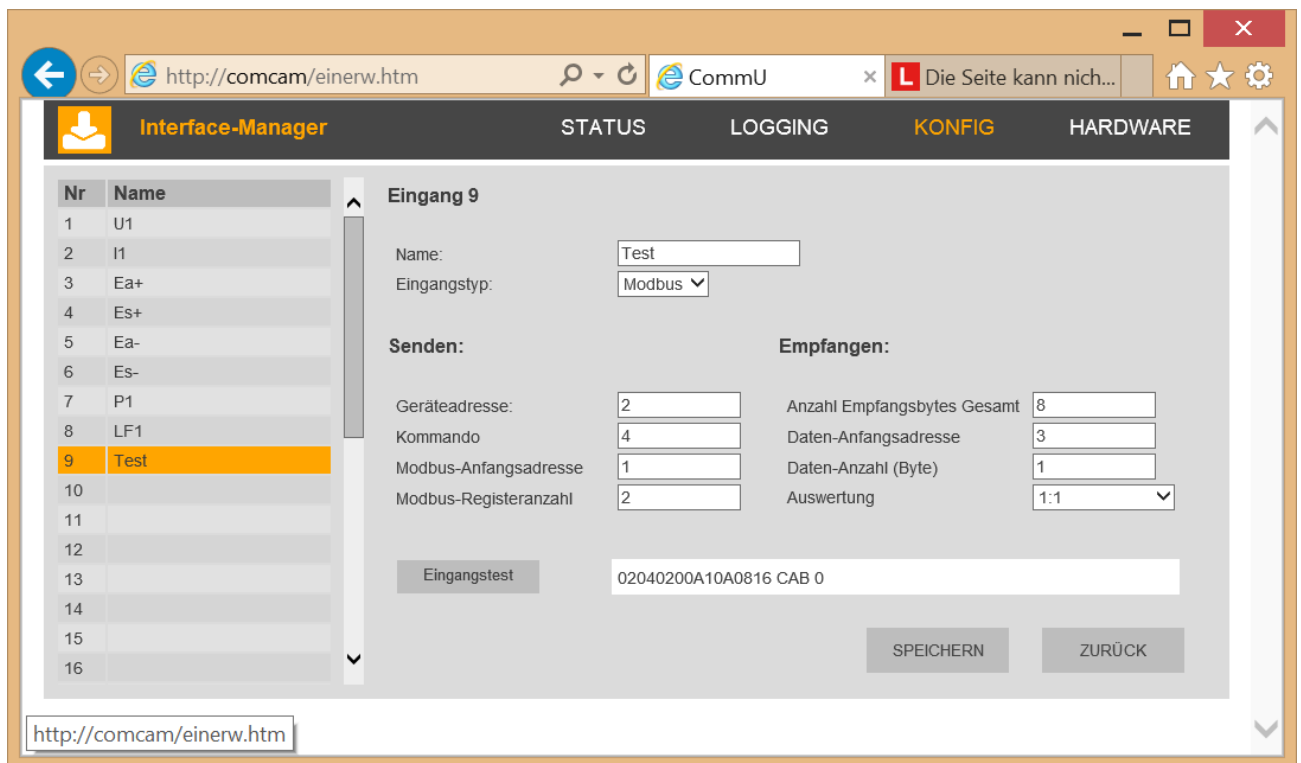 http://comcam/einerw.htm
CommU
Die Seite kann nich...
Interface-Manager
STATUS
LOGGING
KONFIG
HARDWARE
Nr Name
1 U1
2 I1
3 Ea+
4 Es+
5 Ea-
6 Es-
7 P1
8 LF1
9 Test
10
11
12
13
14
15
16
Eingang 9
Name: Test
Eingangstyp: Modbus
Senden:
Geräteadresse: 2
Kommando 4
Modbus-Anfangsadresse 1
Modbus-Registeranzahl 2
Empfangen:
Anzahl Empfangsbytes Gesamt 8
Daten-Anfangsadresse 3
Daten-Anzahl (Byte) 1
Auswertung 1:1
Eingangstest 02040200A10A0816 CAB 0
SPEICHERN
ZURÜCK
http://comcam/einerw.htm